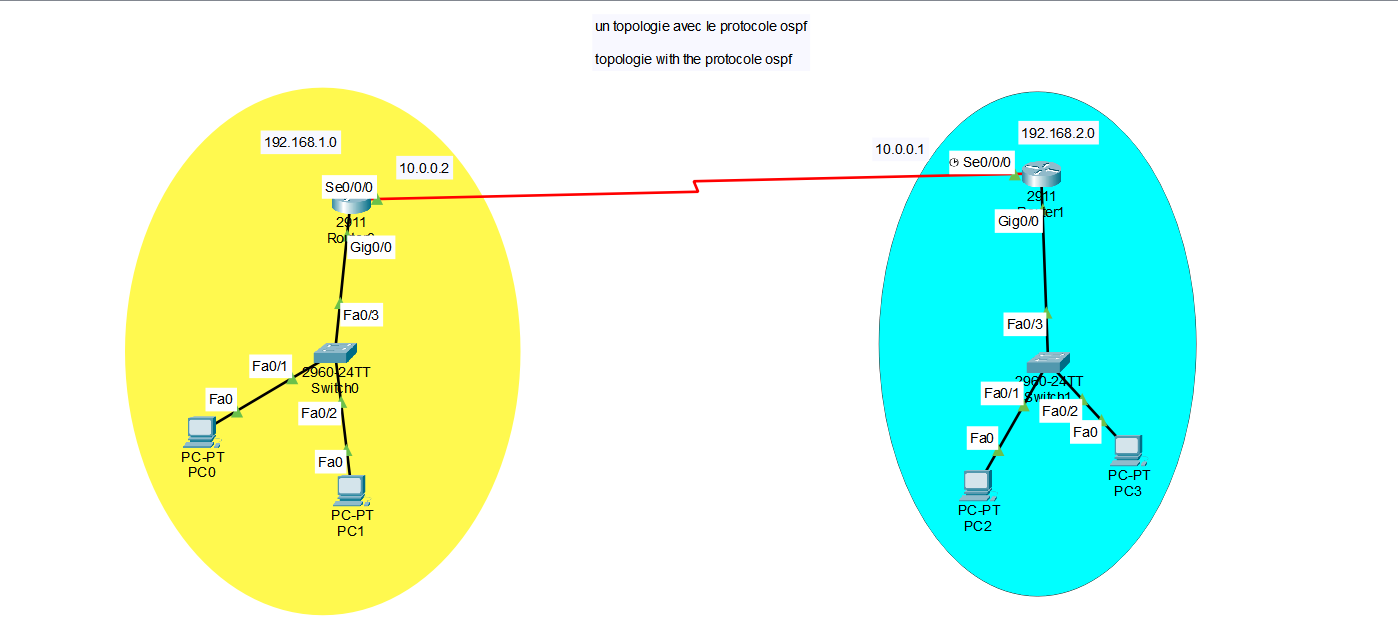 un topologie avec le protocole ospf
topologie with the protocole ospf
192.168.1.0
10.0.0.2
Se0/0/0
2911
Gig0/0
Fa0/3
2960-24TT
Switch0
Fa0/1
Fa0
Fa0/2
Fa0
PC-PT
PC0
PC-PT
PC1
10.0.0.1
192.168.2.0
Se0/0/0
2911
Router1
Gig0/0
Fa0/3
2960-24TT
Switch1
Fa0/1
Fa0/2
Fa0
Fa0
PC-PT
PC3
PC-PT
PC2